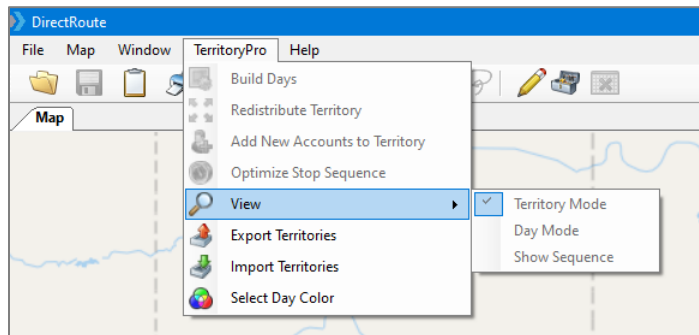 DirectRoute
File Map Window TerritoryPro Help
Map
Build Days
Redistribute Territory
Add New Accounts to Territory
Optimize Stop Sequence
View
Territory Mode
Day Mode
Show Sequence
Export Territories
Import Territories
Select Day Color